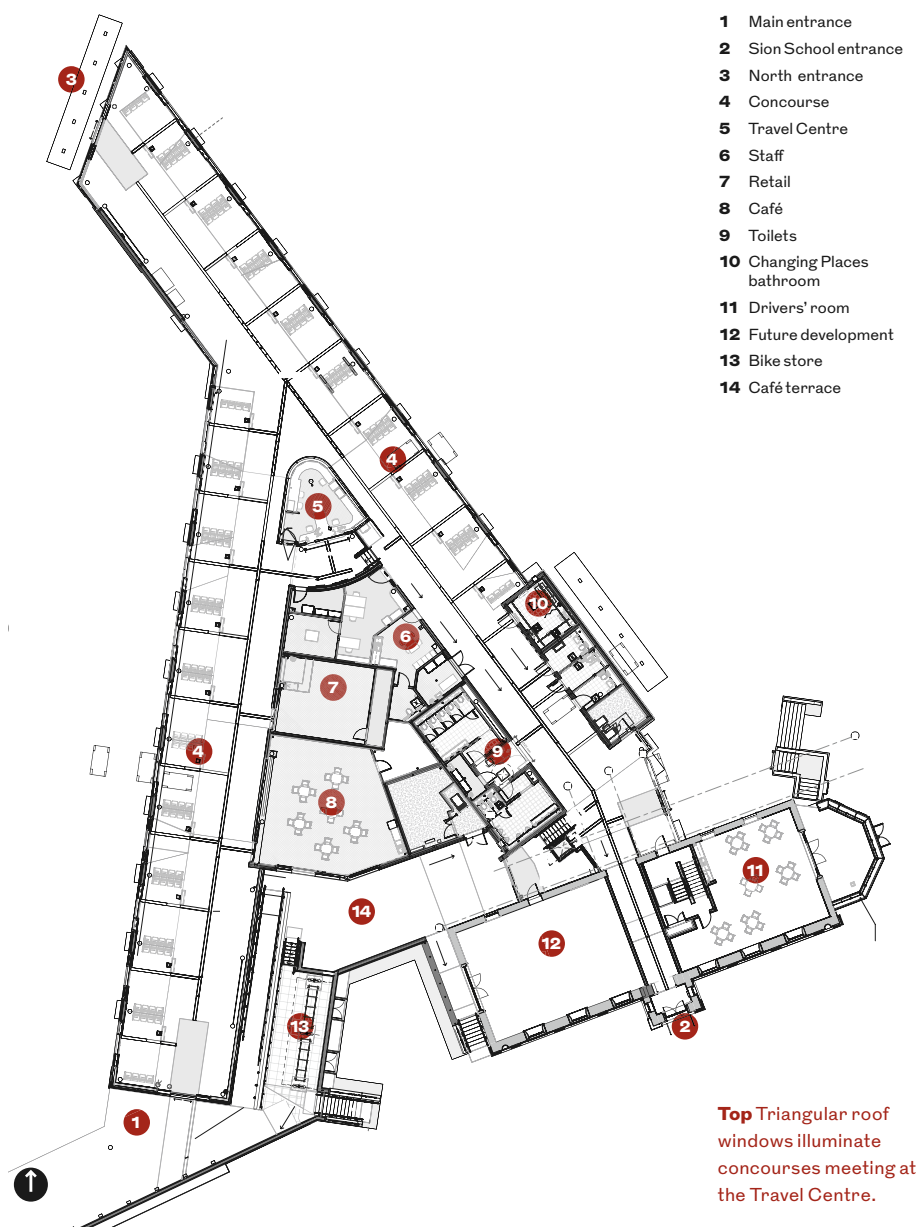 1 Main entrance
2 Sion School entrance
3 North entrance
4 Concourse
5 Travel Centre
6 Staff
7 Retail
8 Café
9 Toilets
10 Changing Places
bathroom
11 Drivers’ room
12 Future development
13 Bike store
14 Café terrace
3
4
5
10
6
7
4
9
8
11
14
12
13
2
1
Top Triangular roof
windows illuminate
concourses meeting at
the Travel Centre.